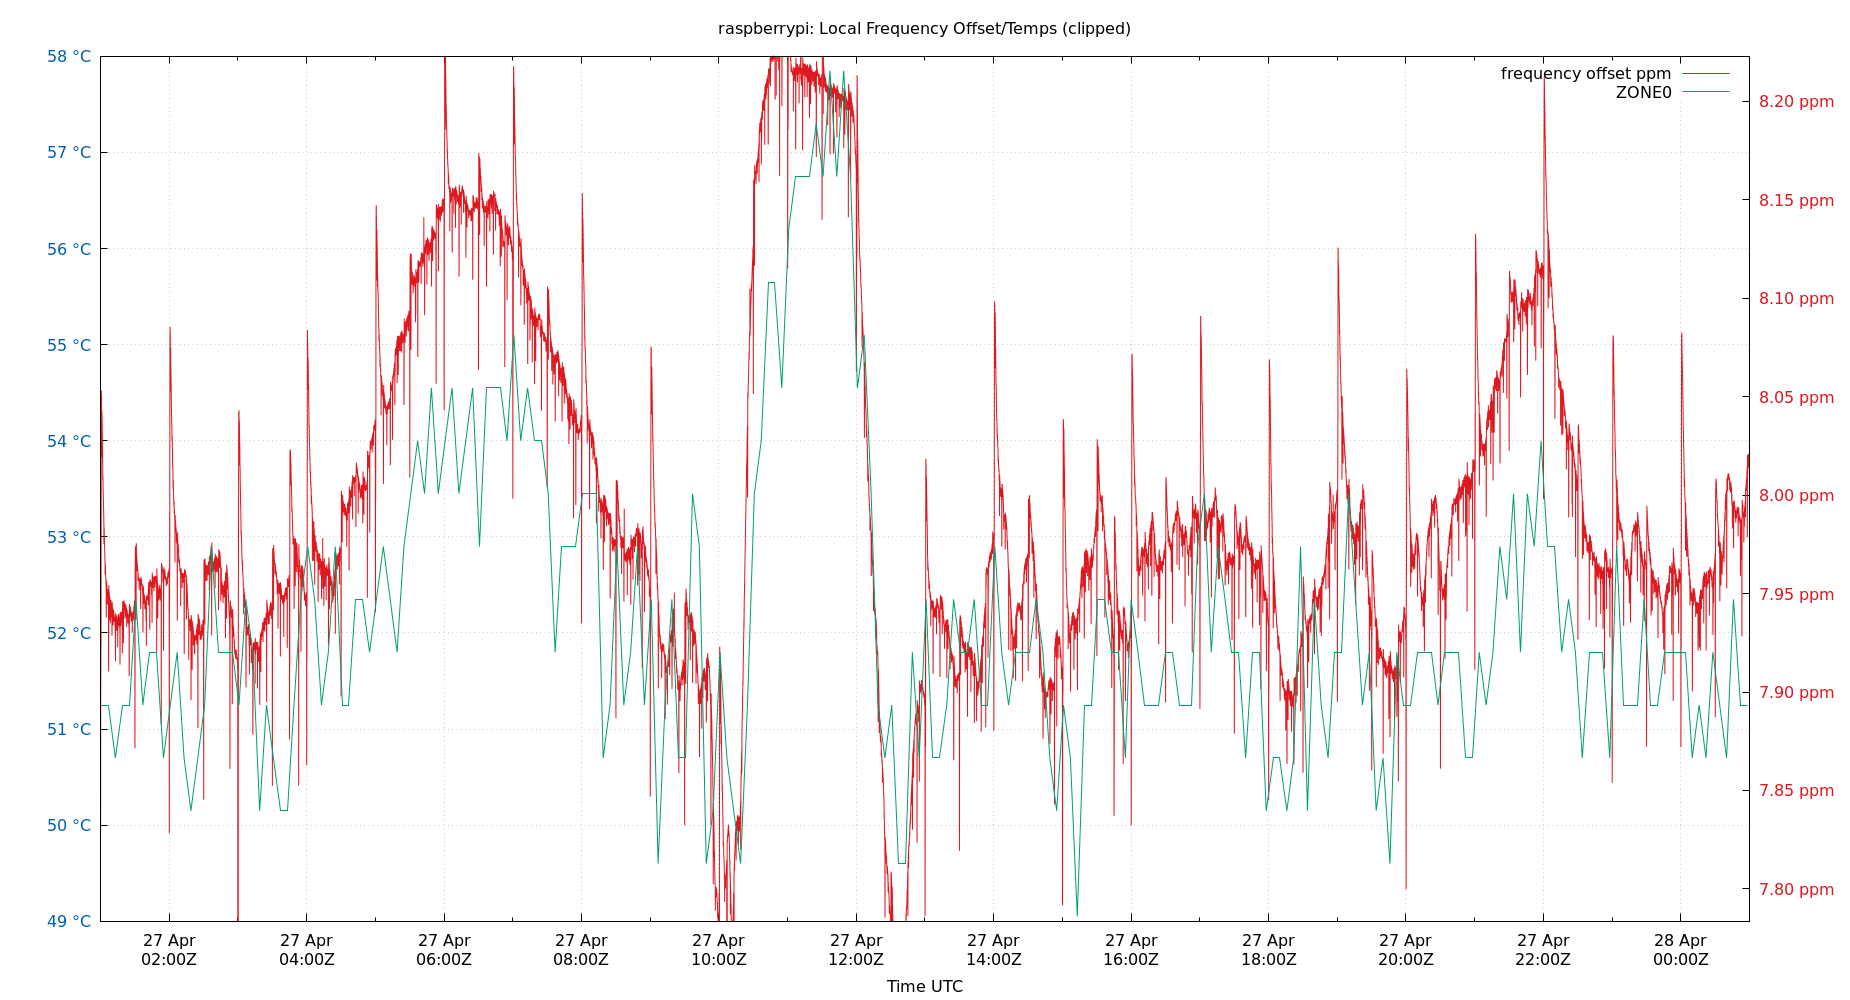 raspberrypi: Local Frequency Offset/Temps (clipped)
58 °C
57 °C
56 °C
55 °C
54 °C
53 °C
52 °C
51 °C
50 °C
49 °C
frequency offset ppm
ZONE0
8.20 ppm
8.15 ppm
8.10 ppm
8.05 ppm
8.00 ppm
7.95 ppm
7.90 ppm
7.85 ppm
7.80 ppm
27 Apr 27 Apr 27 Apr 27 Apr 27 Apr 27 Apr 27 Apr 27 Apr 27 Apr 27 Apr 27 Apr 28 Apr
02:00Z 04:00Z 06:00Z 08:00Z 10:00Z 12:00Z 14:00Z 16:00Z 18:00Z 20:00Z 22:00Z 00:00Z
Time UTC